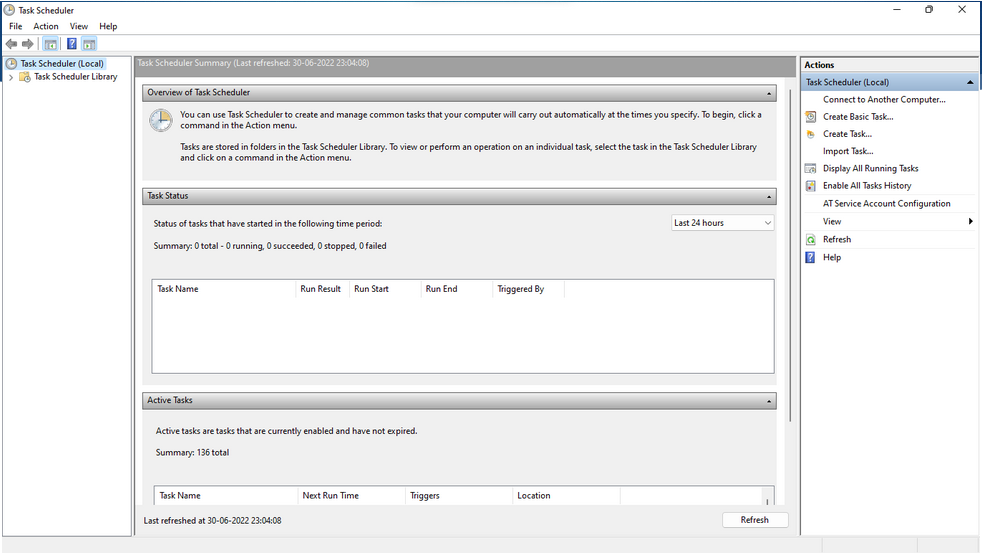 Task Scheduler
File Action View Help
Task Scheduler (Local)
Task Scheduler Library
Task Scheduler Summary (Last refreshed: 30-06-2022 23:04:08)
Overview of Task Scheduler
You can use Task Scheduler to create and manage common tasks that your computer will carry out automatically at the times you specify. To begin, click a
command in the Action menu.
Tasks are stored in folders in the Task Scheduler Library. To view or perform an operation on an individual task, select the task in the Task Scheduler Library
and click on a command in the Action menu.
Task Status
Status of tasks that have started in the following time period:
Last 24 hours
Summary: 0 total - 0 running, 0 succeeded, 0 stopped, 0 failed
Task Name Run Result Run Start Run End Triggered By
Active Tasks
Active tasks are tasks that are currently enabled and have not expired.
Summary: 136 total
Task Name Next Run Time Triggers Location
Last refreshed at 30-06-2022 23:04:08
Refresh
Actions
Task Scheduler (Local)
Connect to Another Computer...
Create Basic Task...
Create Task...
Import Task...
Display All Running Tasks
Enable All Tasks History
AT Service Account Configuration
View
Refresh
Help